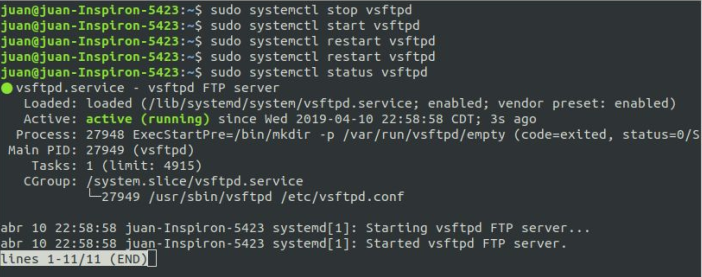 juan@juan-Inspiron-5423:~$ sudo systemctl stop vsftpd
juan@juan-Inspiron-5423:~$ sudo systemctl start vsftpd
juan@juan-Inspiron-5423:~$ sudo systemctl restart vsftpd
juan@juan-Inspiron-5423:~$ sudo systemctl restart vsftpd
juan@juan-Inspiron-5423:~$ sudo systemctl status vsftpd
● vsftpd.service - vsftpd FTP server
   Loaded: loaded (/lib/systemd/system/vsftpd.service; enabled; vendor preset: enabled)
   Active: active (running) since Wed 2019-04-10 22:58:58 CDT; 3s ago
  Process: 27948 ExecStartPre=/bin/mkdir -p /var/run/vsftpd/empty (code=exited, status=0/S
 Main PID: 27949 (vsftpd)
    Tasks: 1 (limit: 4915)
   CGroup: /system.slice/vsftpd.service
           └─27949 /usr/sbin/vsftpd /etc/vsftpd.conf

abr 10 22:58:58 juan-Inspiron-5423 systemd[1]: Starting vsftpd FTP server...
abr 10 22:58:58 juan-Inspiron-5423 systemd[1]: Started vsftpd FTP server.
lines 1-11/11 (END)